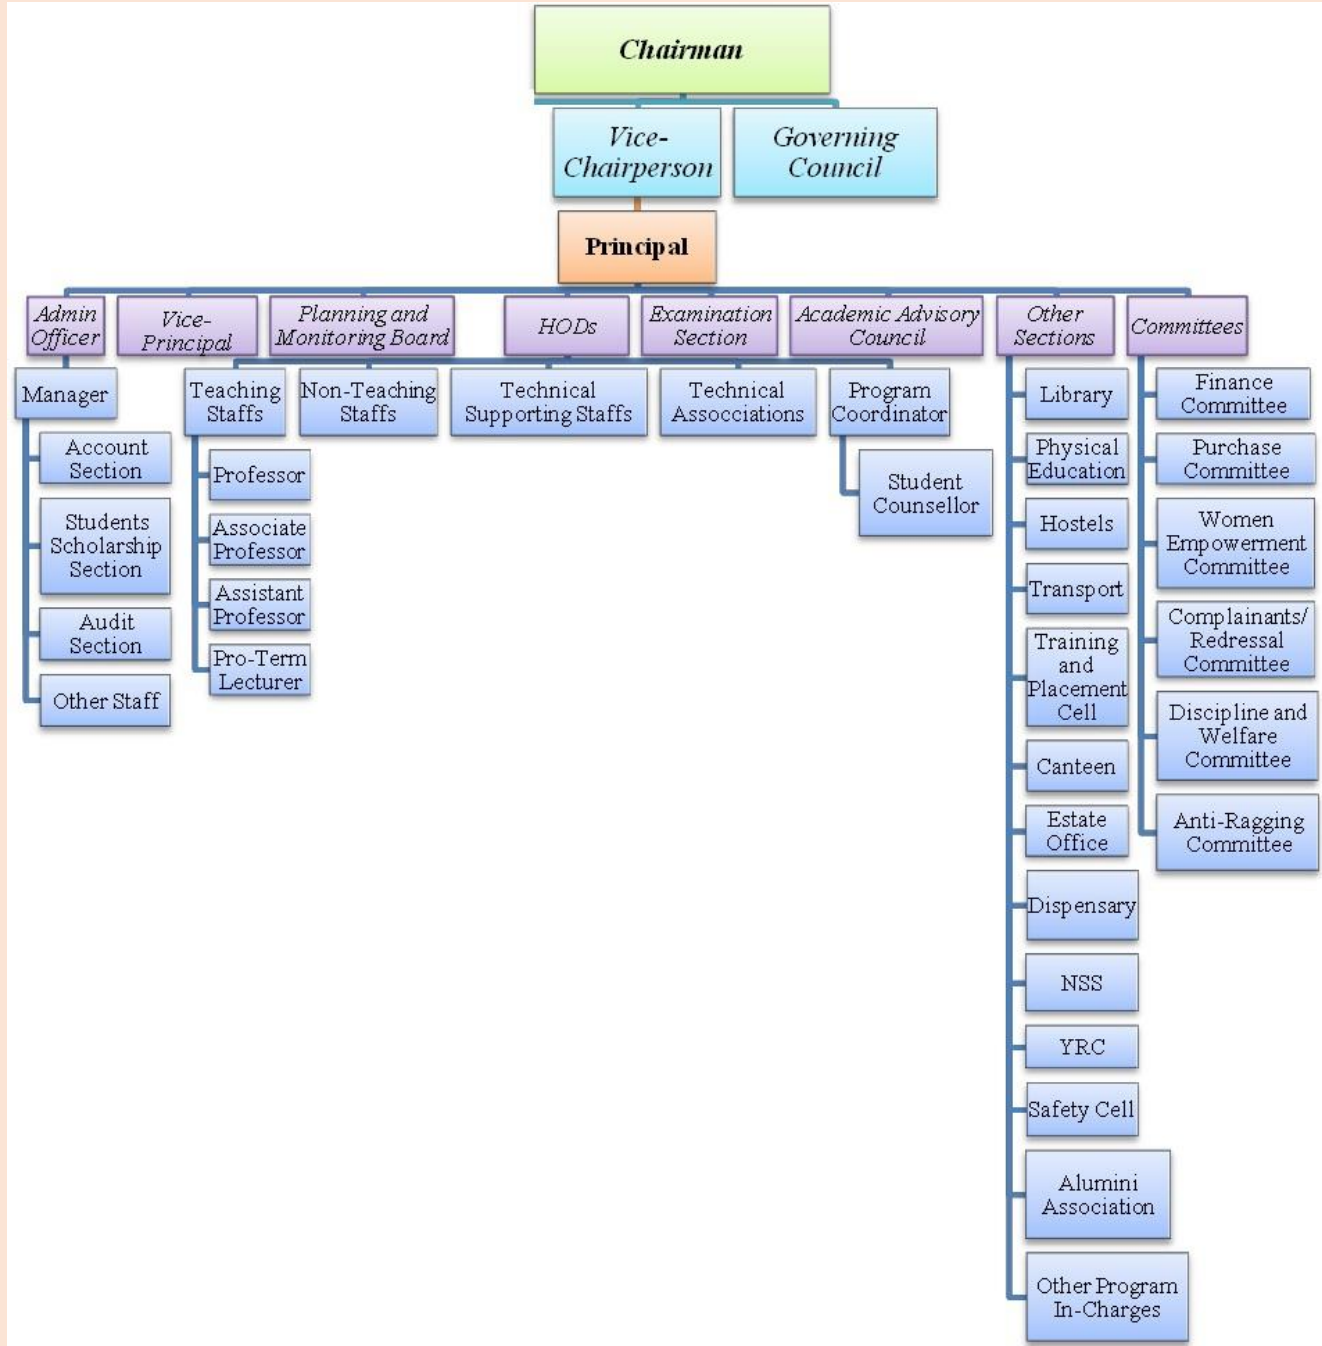 Chairman
Vice-
Chairperson
Governing
Council
Principal
Admin
Officer
Vice-
Principal
Planning and
Monitoring Board
HODs
Examination
Section
Academic Advisory
Council
Other
Sections
Committees
Manager
Account
Section
Students
Scholarship
Section
Audit
Section
Other Staff
Teaching
Staffs
Professor
Associate
Professor
Assistant
Professor
Pro-Term
Lecturer
Non-Teaching
Staffs
Technical
Supporting Staffs
Technical
Assocciations
Program
Coordinator
Student
Counsellor
Library
Physical
Education
Hostels
Transport
Training
and
Placement
Cell
Canteen
Estate
Office
Dispensary
NSS
YRC
Safety Cell
Alumini
Association
Other Program
In-Charges
Finance
Committee
Purchase
Committee
Women
Empowerment
Committee
Complainants/
Redressal
Committee
Discipline and
Welfare
Committee
Anti-Ragging
Committee